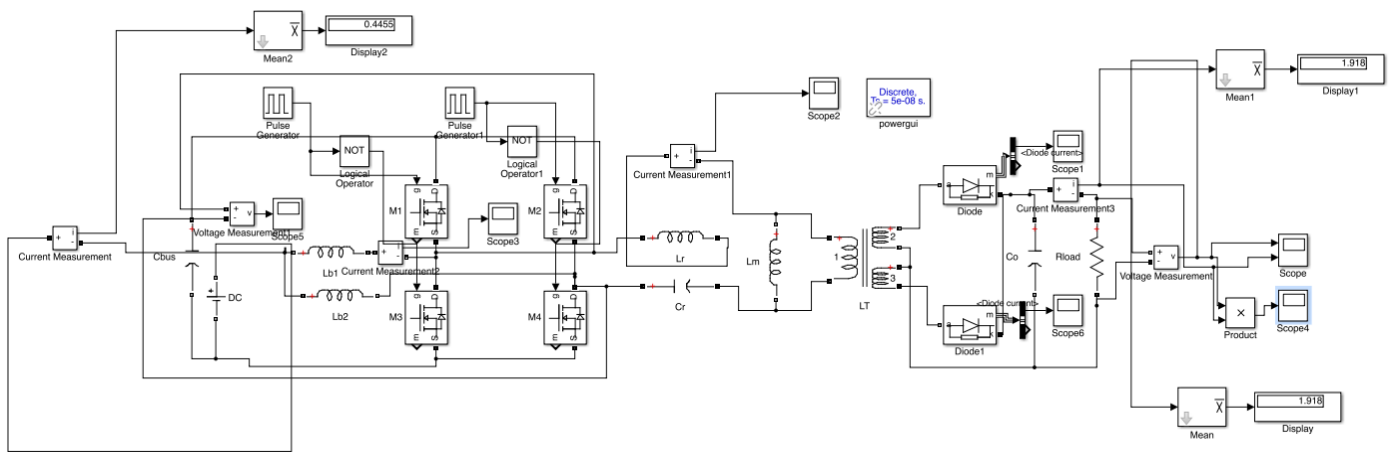 0.4455
X
Mean2
Display2
1.918
X
Mean1
Display1
Pulse
Generator
Pulse
Generator1
NOT
Logical
Operator
NOT
Logical
Operator1
Scope2
Discrete,
Ts = 5e-08 s.
powergui
i
+
-
Current Measurement1
<Diode current>
Scope1
m
a
k
Diode
i
+
-
Current Measurement3
g
D
M1
m
S
g
D
M2
m
S
+
-
v
Voltage Measurement1
Scope5
Scope3
i
+
-
Current Measurement
Cbus
Lb1
i
+
-
Current Measurement2
Lb2
DC
g
D
M3
m
S
g
D
M4
m
S
Lr
Cr
Lm
1
2
3
LT
Co
Rload
+
-
v
Voltage Measurement
Scope
<Diode current>
m
a
k
Diode1
Scope6
×
Product
Scope4
X
Mean
1.918
Display